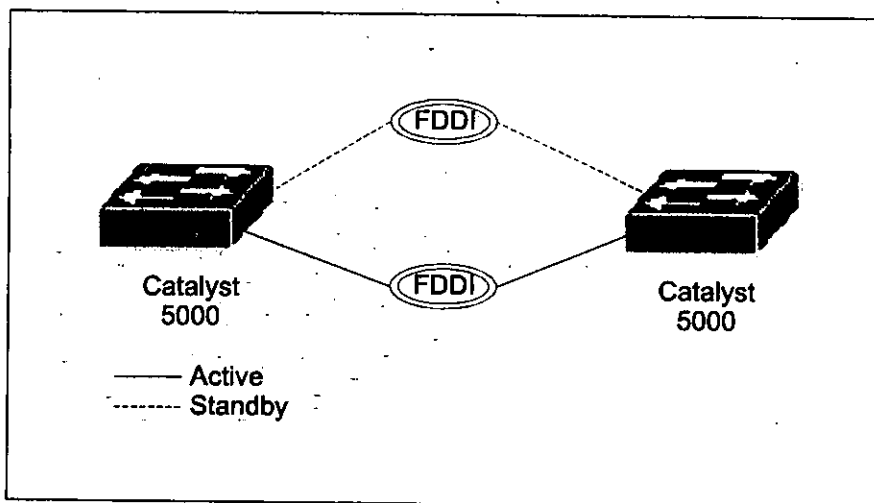 FDDI
Catalyst
5000
FDDI
Catalyst
5000
Active
Standby